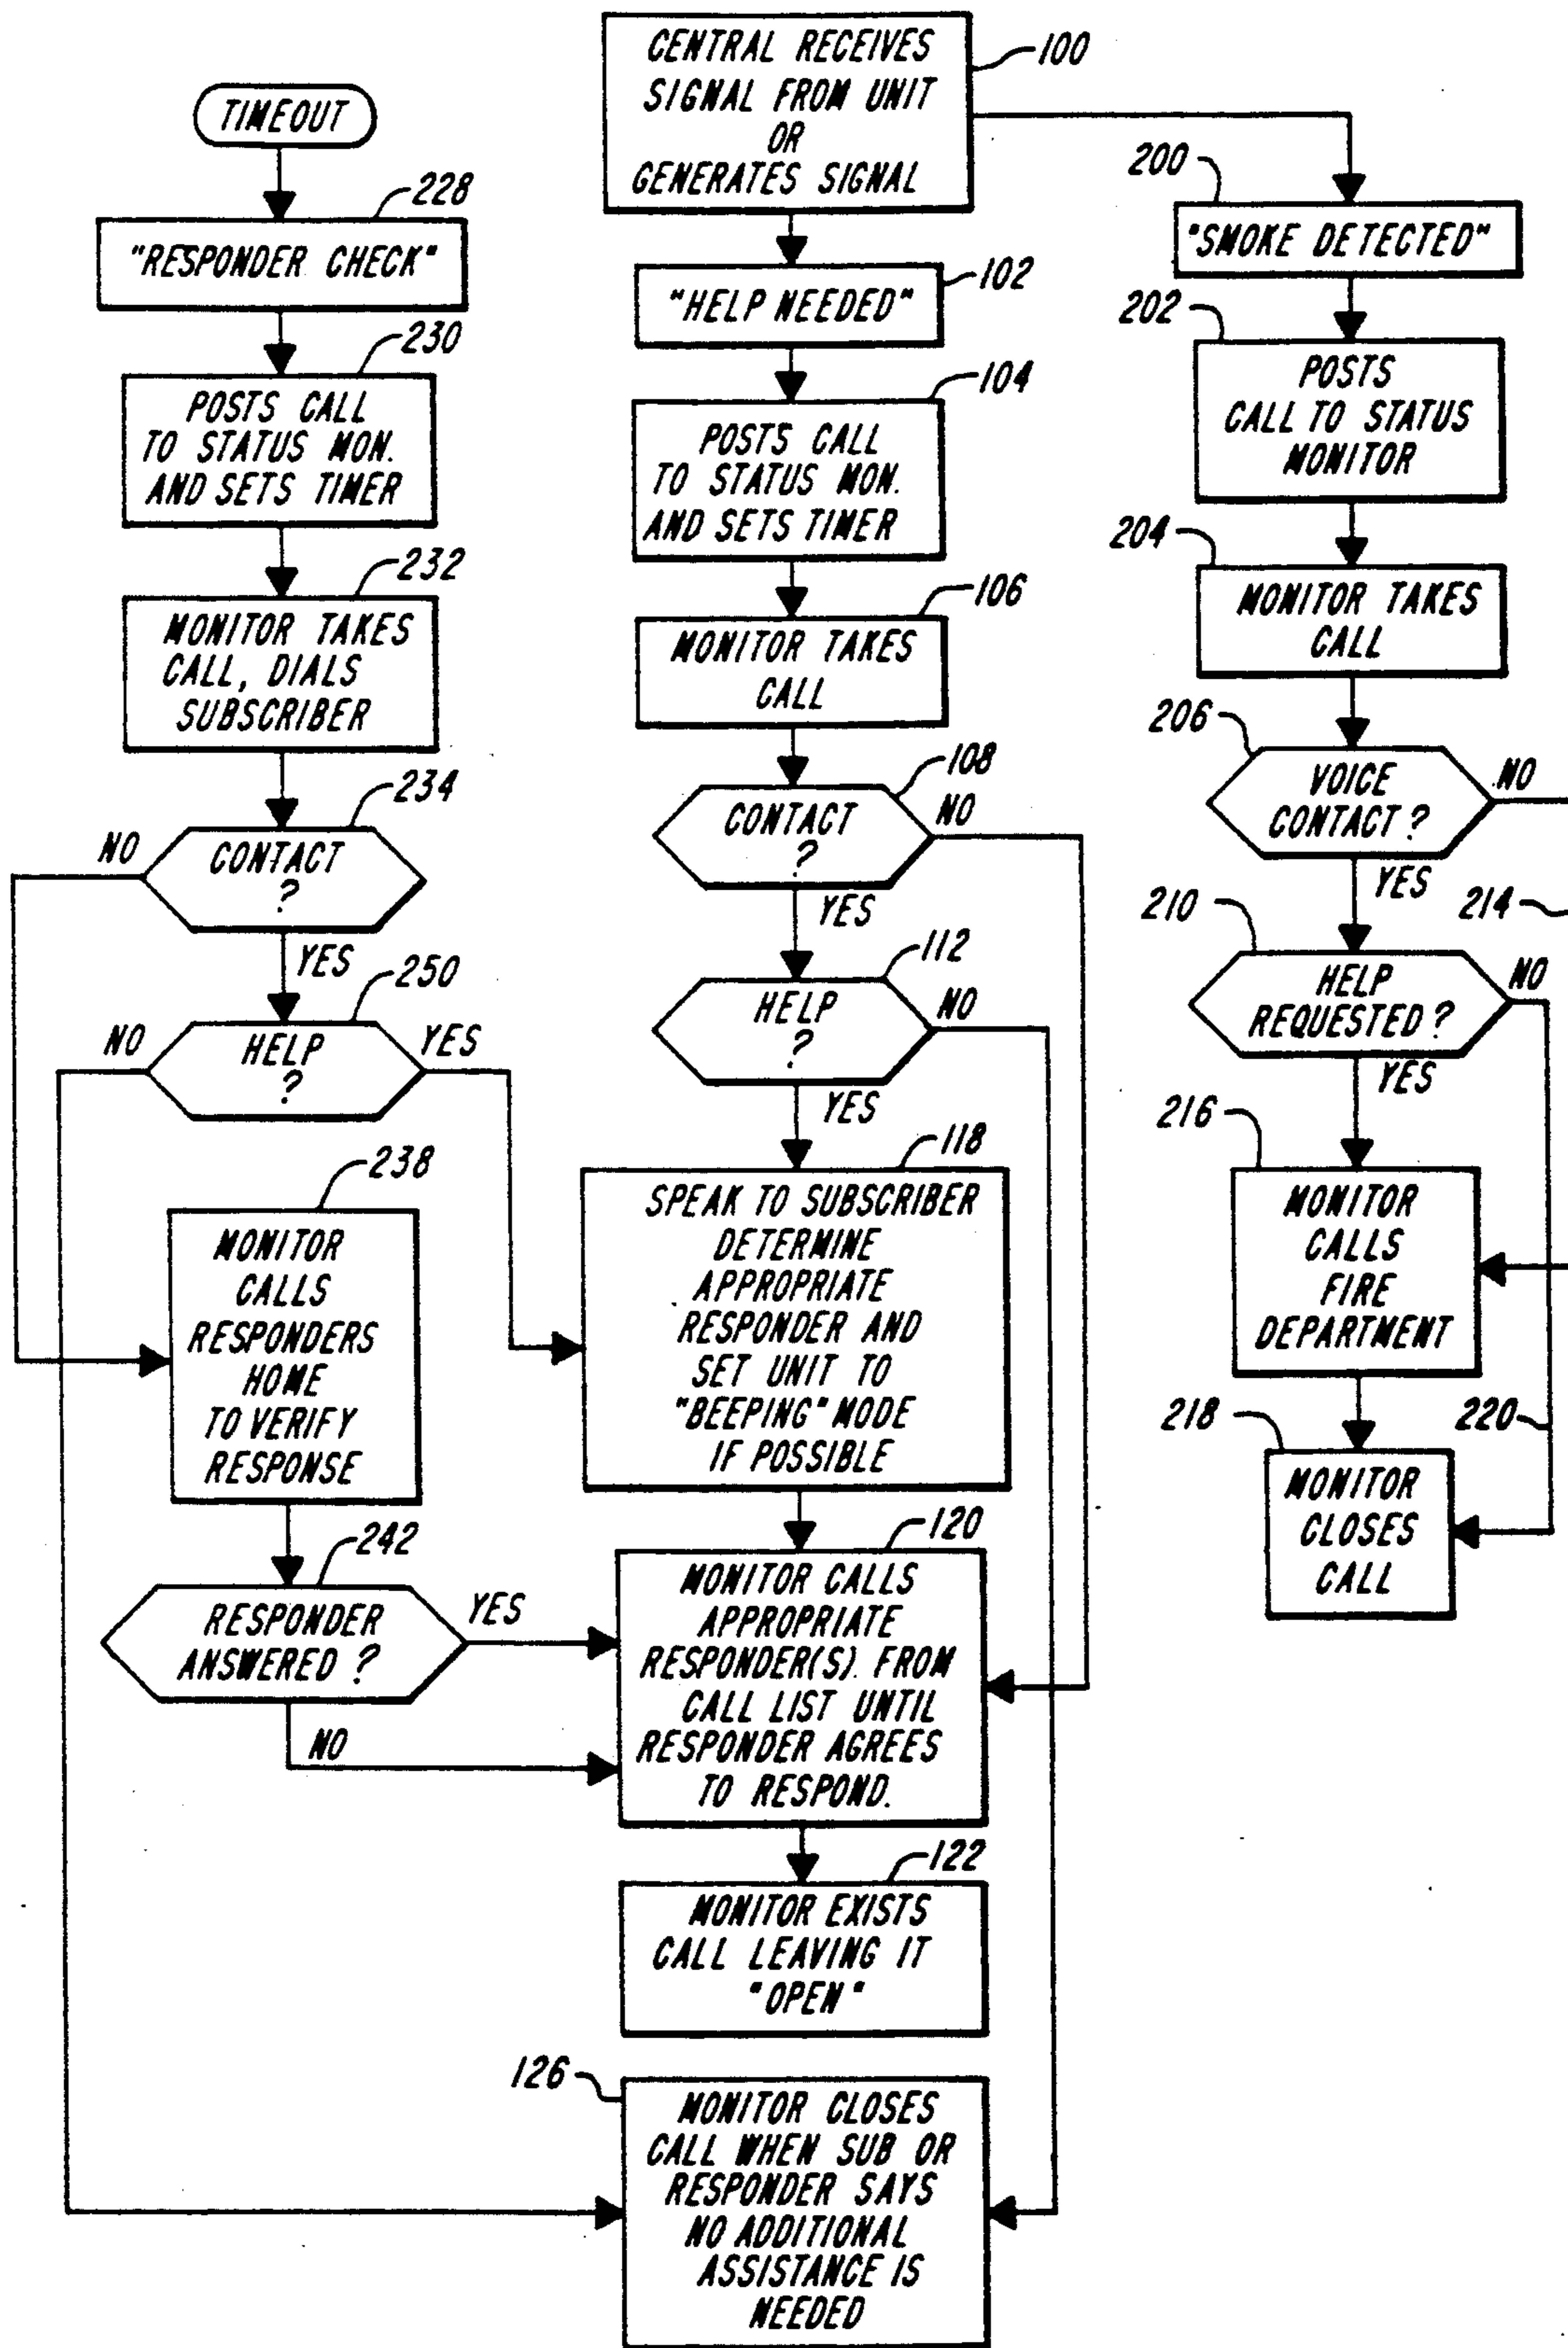 TIMEOUT
228
"RESPONDER CHECK"
230
POSTS CALL
TO STATUS MON.
AND SETS TIMER
232
MONITOR TAKES
CALL, DIALS
SUBSCRIBER
234
CONTACT
?
NO
YES
250
HELP
?
NO
YES
238
MONITOR
CALLS
RESPONDERS
HOME
TO VERIFY
RESPONSE
242
RESPONDER
ANSWERED ?
YES
NO
CENTRAL RECEIVES
SIGNAL FROM UNIT
OR
GENERATES SIGNAL
100
102
"HELP NEEDED"
104
POSTS CALL
TO STATUS MON.
AND SETS TIMER
106
MONITOR TAKES
CALL
108
CONTACT
?
NO
YES
112
HELP
?
NO
YES
118
SPEAK TO SUBSCRIBER
DETERMINE
APPROPRIATE
RESPONDER AND
SET UNIT TO
"BEEPING" MODE
IF POSSIBLE
120
MONITOR CALLS
APPROPRIATE
RESPONDER(S). FROM
CALL LIST UNTIL
RESPONDER AGREES
TO RESPOND.
122
MONITOR EXISTS
CALL LEAVING IT
"OPEN"
126
MONITOR CLOSES
CALL WHEN SUB OR
RESPONDER SAYS
NO ADDITIONAL
ASSISTANCE IS
NEEDED
200
"SMOKE DETECTED"
202
POSTS
CALL TO STATUS
MONITOR
204
MONITOR TAKES
CALL
206
VOICE
CONTACT ?
NO
YES
214
210
HELP
REQUESTED ?
NO
YES
216
MONITOR
CALLS
FIRE
DEPARTMENT
218
220
MONITOR
CLOSES
CALL